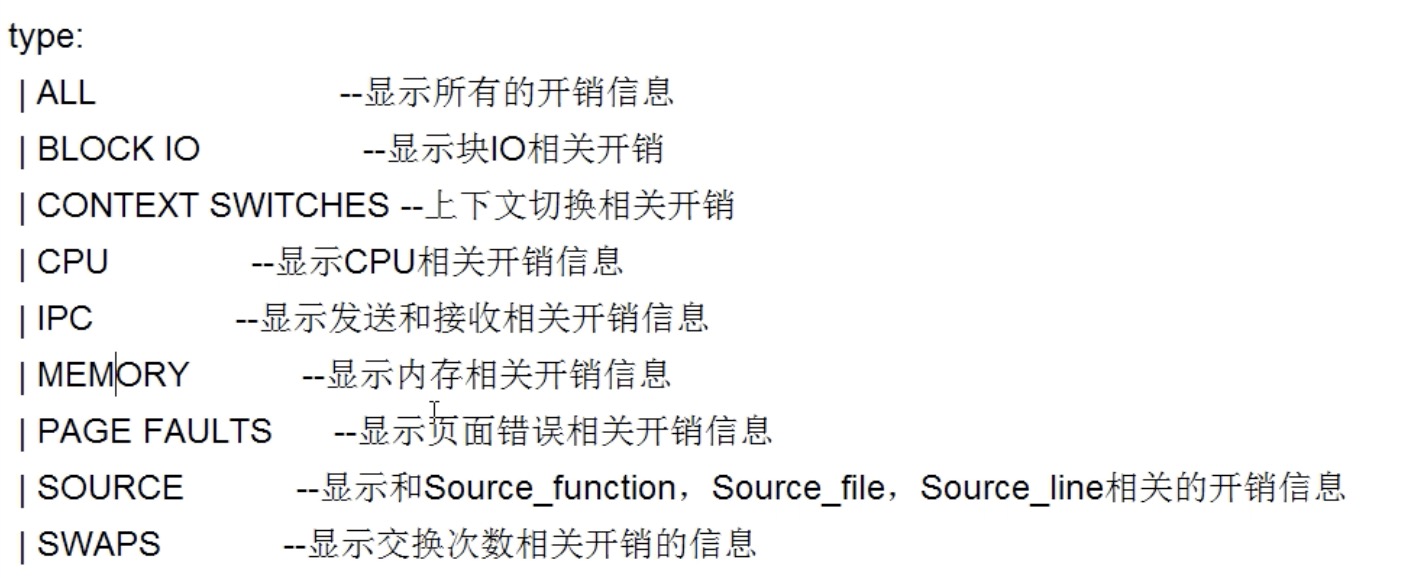 type:
| ALL --显示所有的开销信息
| BLOCK IO --显示块IO相关开销
| CONTEXT SWITCHES --上下文切换相关开销
| CPU --显示CPU相关开销信息
| IPC --显示发送和接收相关开销信息
| MEMORY --显示内存相关开销信息
| PAGE FAULTS --显示页面错误相关开销信息
| SOURCE --显示和Source_function，Source_file，Source_line相关的开销信息
| SWAPS --显示交换次数相关开销的信息